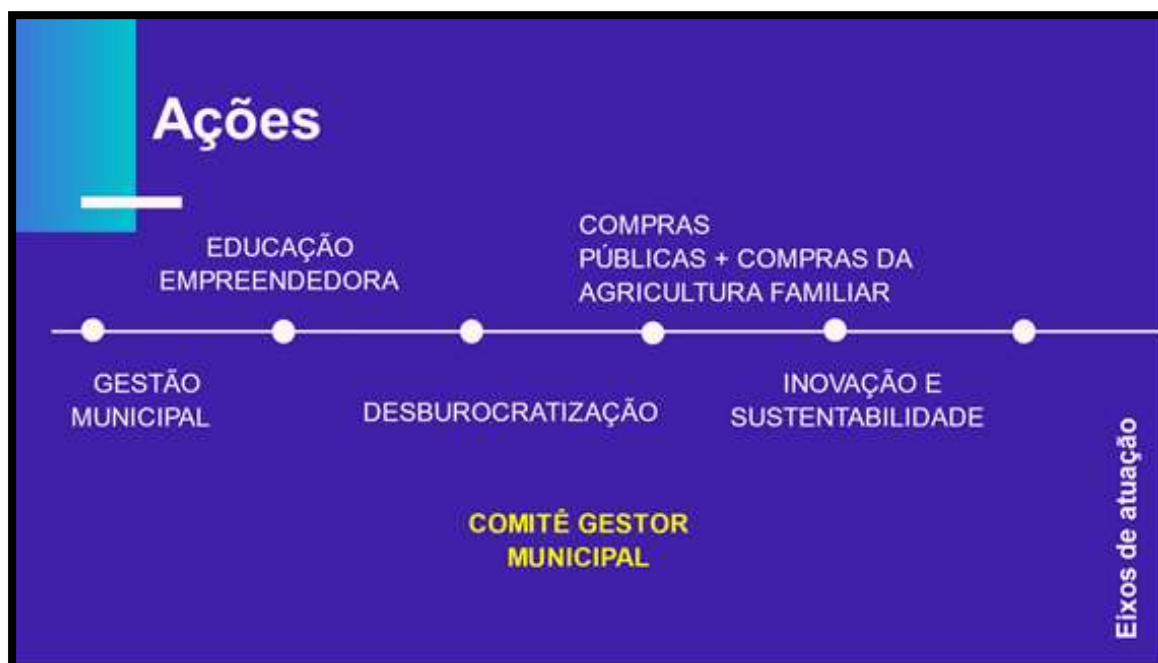 Ações
EDUCAÇÃO
EMPREENDEDORA
COMPRAS
PÚBLICAS + COMPRAS DA
AGRICULTURA FAMILIAR
GESTÃO
MUNICIPAL
DESBUROCRATIZAÇÃO
INOVAÇÃO E
SUSTENTABILIDADE
COMITÊ GESTOR
MUNICIPAL
Eixos de atuação